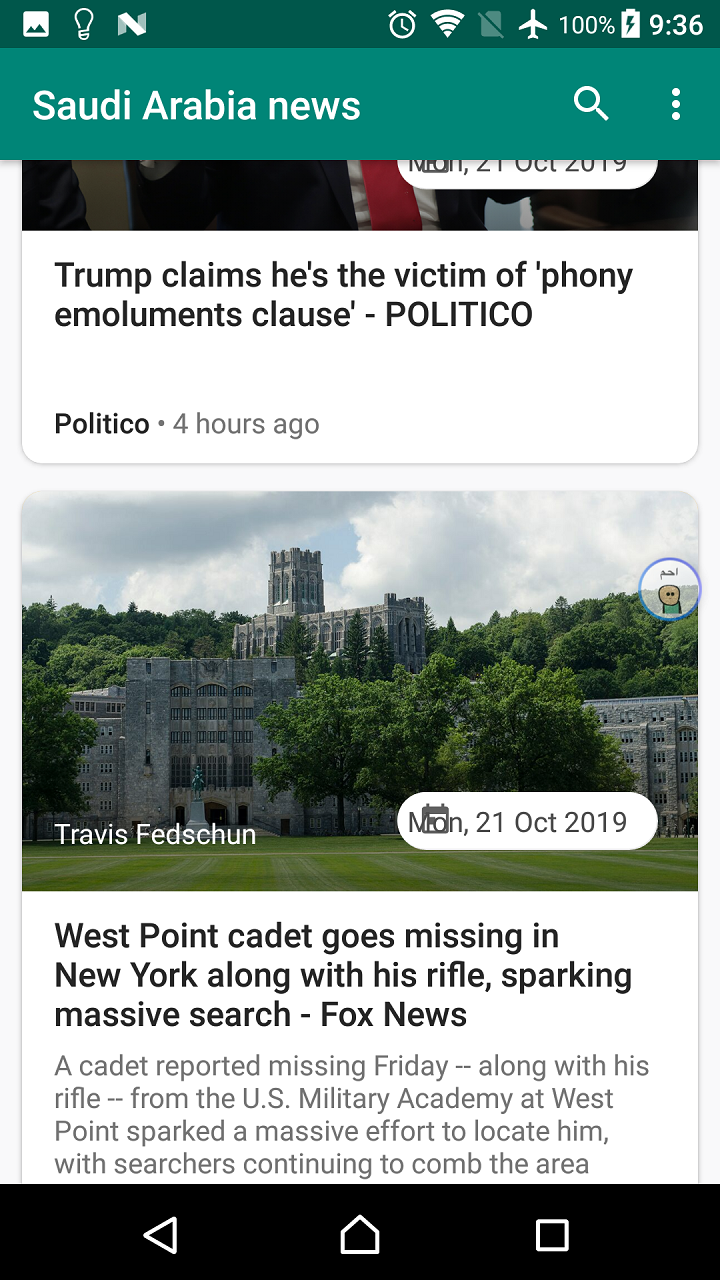 100% 9:36
Saudi Arabia news
Mon, 21 Oct 2019
Trump claims he's the victim of 'phony
emoluments clause' - POLITICO
Politico • 4 hours ago
احم
Travis Fedschun
Mon, 21 Oct 2019
West Point cadet goes missing in
New York along with his rifle, sparking
massive search - Fox News
A cadet reported missing Friday -- along with his
rifle -- from the U.S. Military Academy at West
Point sparked a massive effort to locate him,
with searchers continuing to comb the area